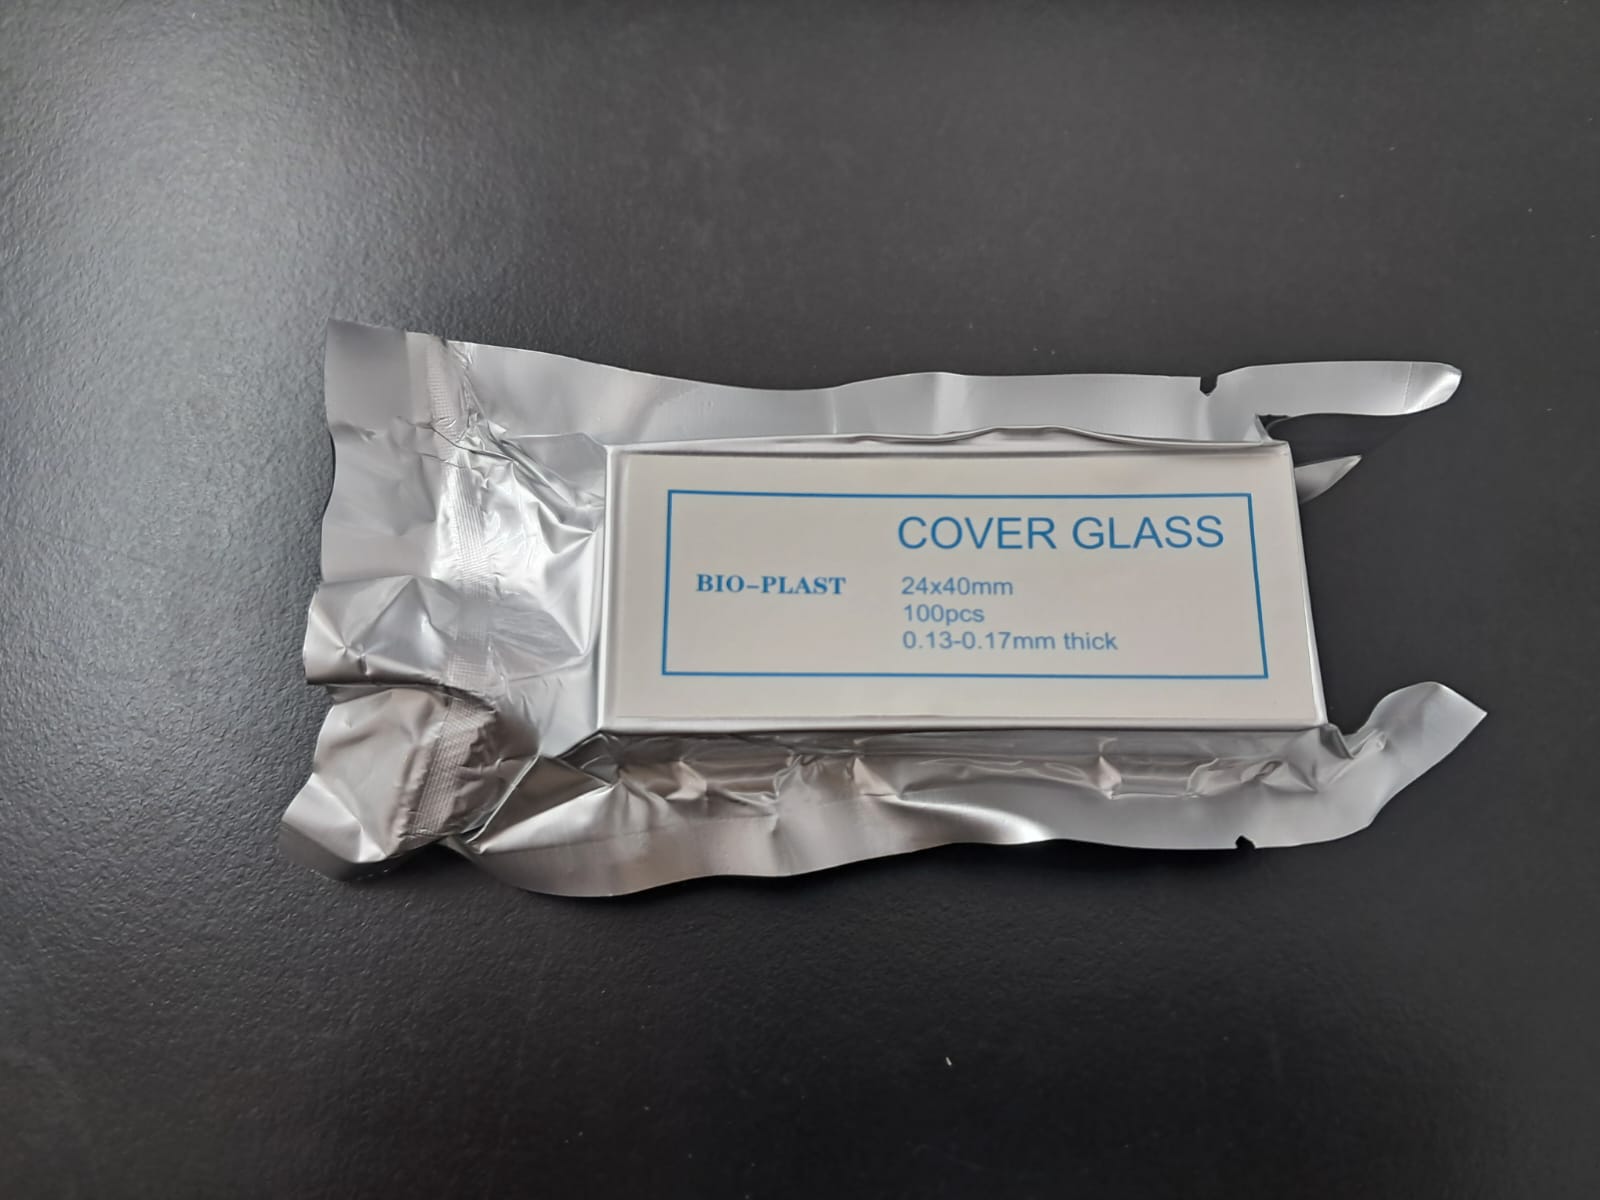 COVER GLASS
BIO-PLAST
24x40mm
100pcs
0.13-0.17mm thick